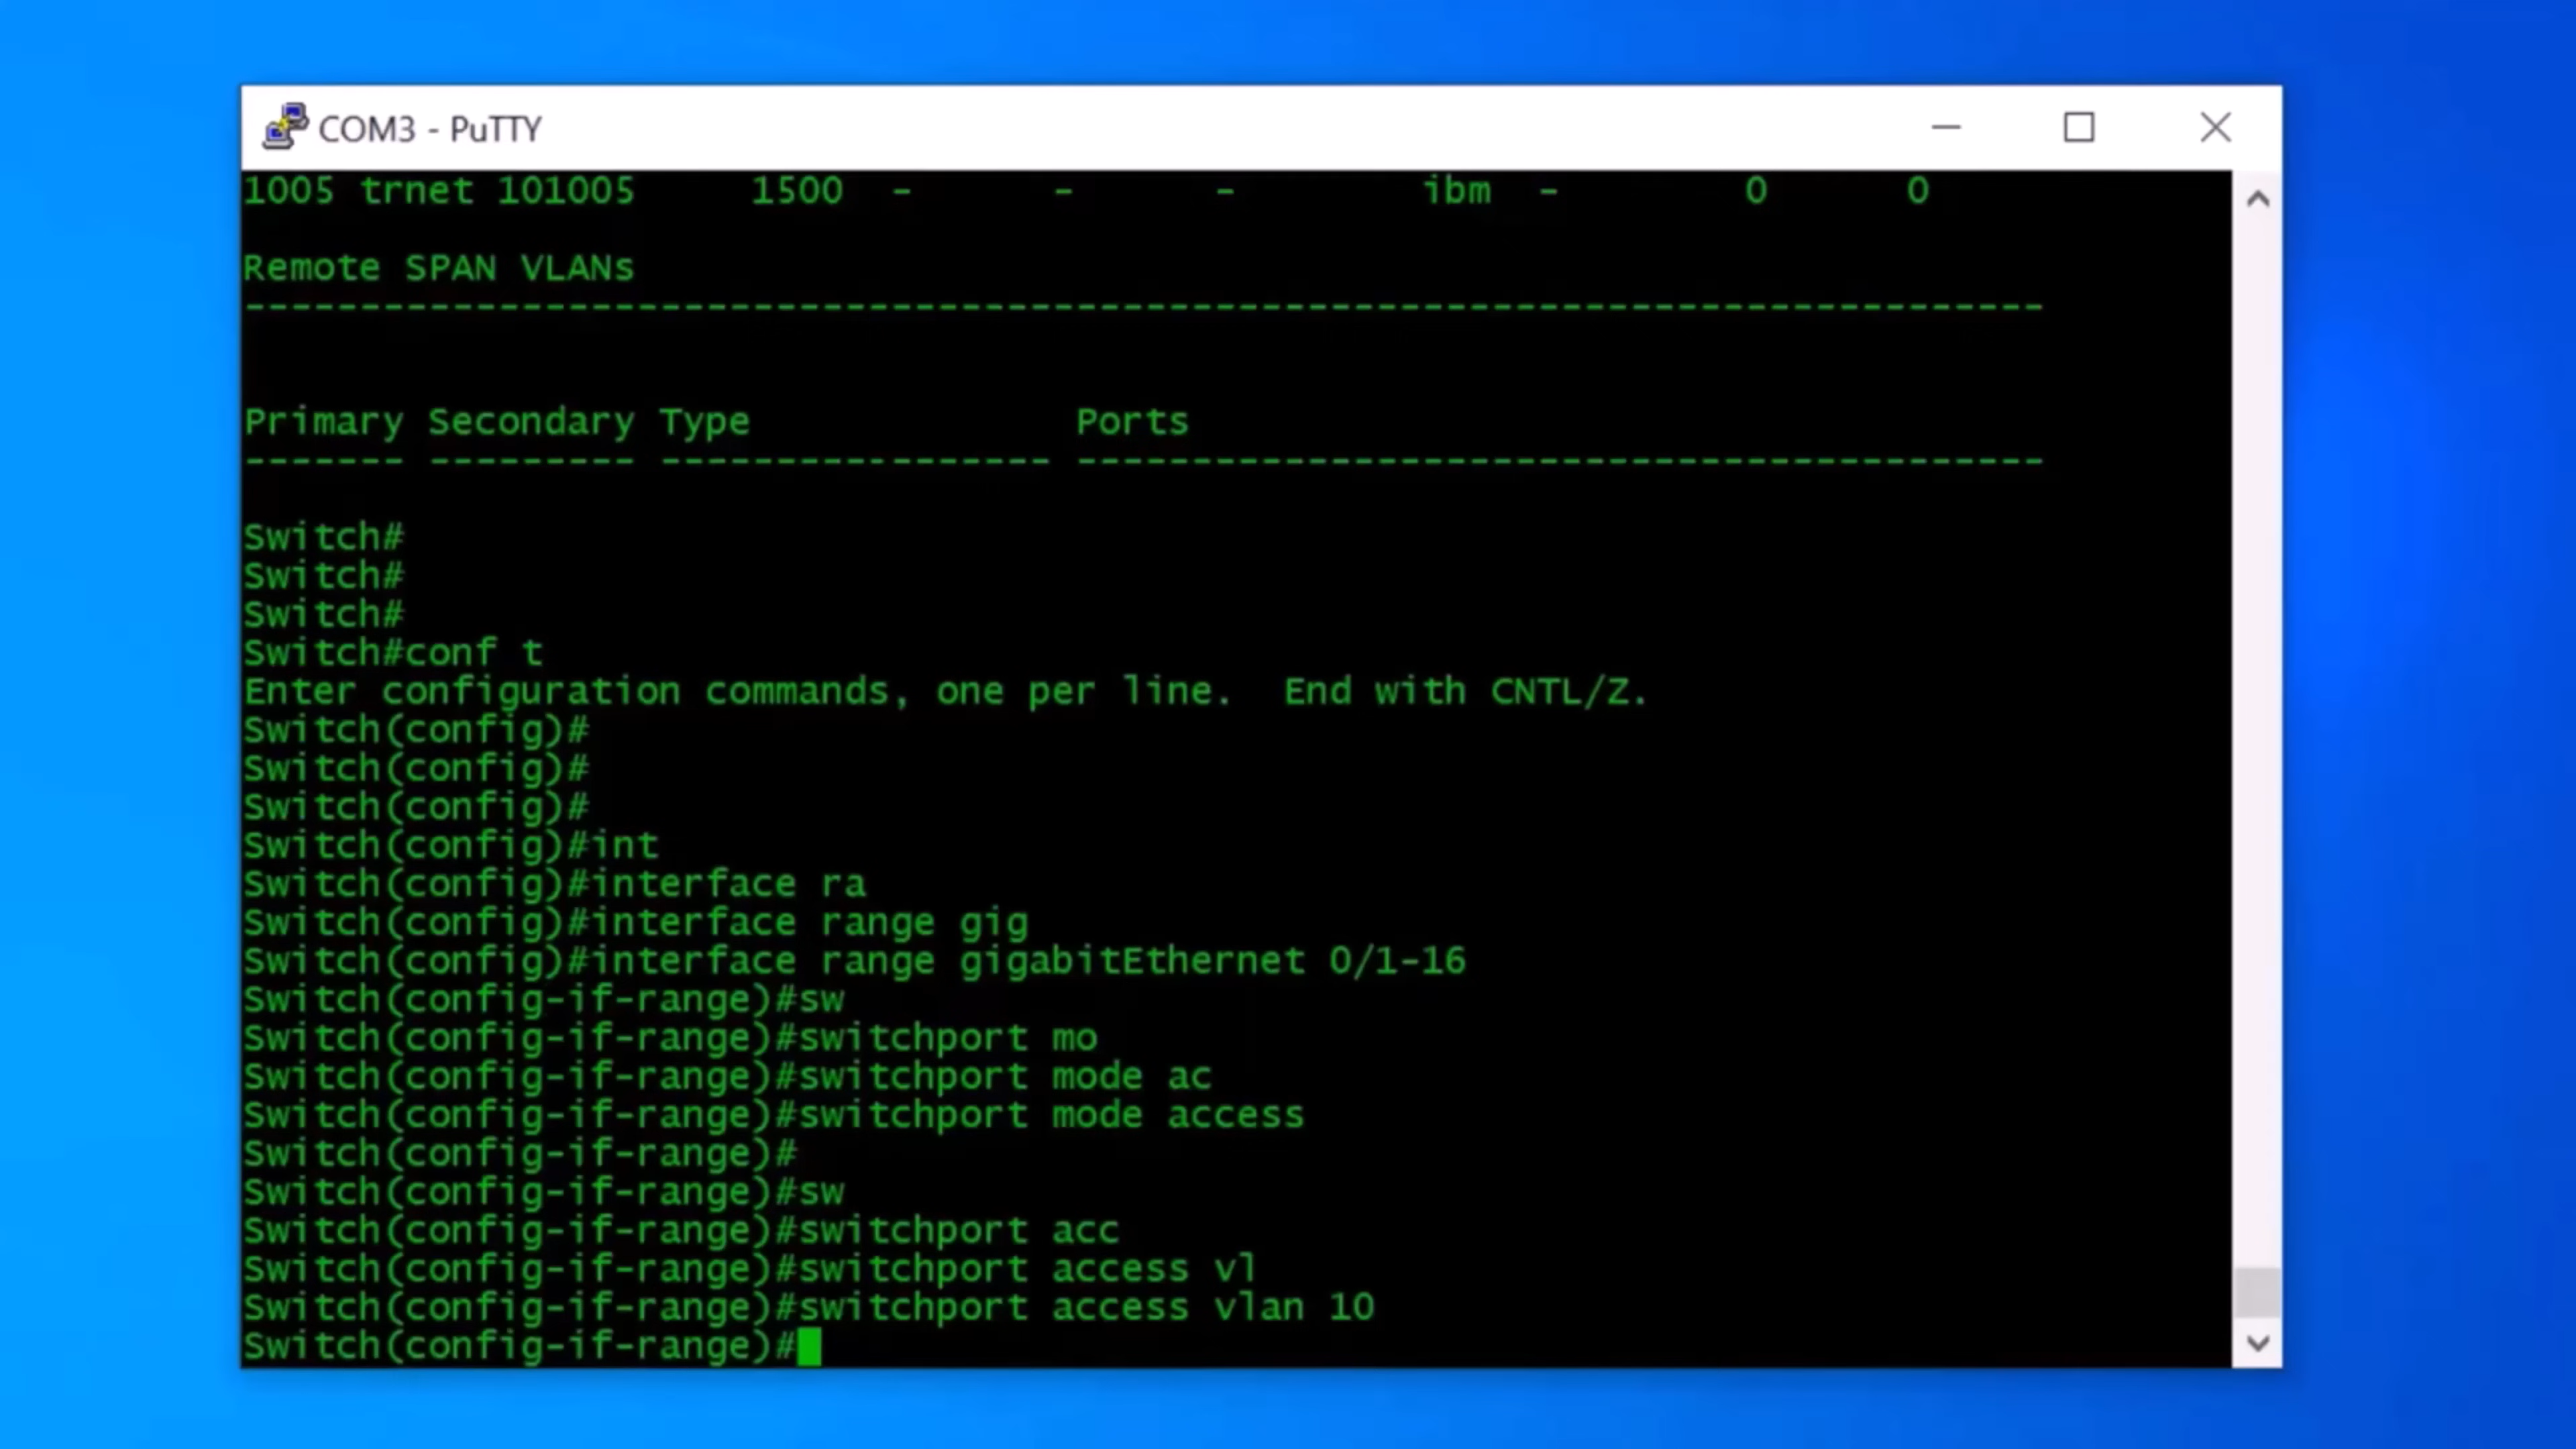 COM3 - PuTTY
1005 trnet 101005     1500  -      -      -        ibm  -        0      0
Remote SPAN VLANs
------------------------------------------------------------------------------
Primary Secondary Type              Ports
------- --------- ----------------- ------------------------------------------
Switch#
Switch#
Switch#
Switch#conf t
Enter configuration commands, one per line.  End with CNTL/Z.
Switch(config)#
Switch(config)#
Switch(config)#
Switch(config)#int
Switch(config)#interface ra
Switch(config)#interface range gig
Switch(config)#interface range gigabitEthernet 0/1-16
Switch(config-if-range)#sw
Switch(config-if-range)#switchport mo
Switch(config-if-range)#switchport mode ac
Switch(config-if-range)#switchport mode access
Switch(config-if-range)#
Switch(config-if-range)#sw
Switch(config-if-range)#switchport acc
Switch(config-if-range)#switchport access vl
Switch(config-if-range)#switchport access vlan 10
Switch(config-if-range)#